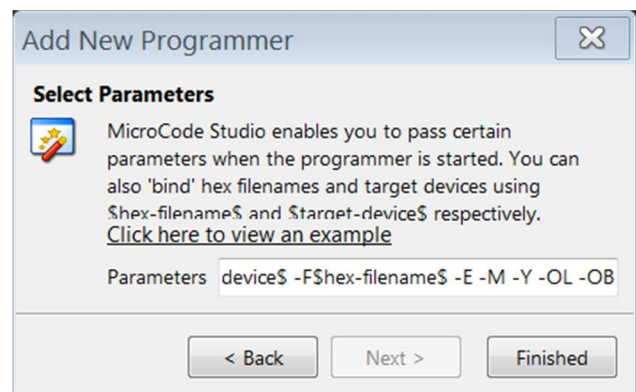 Add New Programmer
Select Parameters
MicroCode Studio enables you to pass certain
parameters when the programmer is started. You can
also 'bind' hex filenames and target devices using
$hex-filename$ and $target-device$ respectively.
Click here to view an example
Parameters device$ -F$hex-filename$ -E -M -Y -OL -OB
< Back Next > Finished